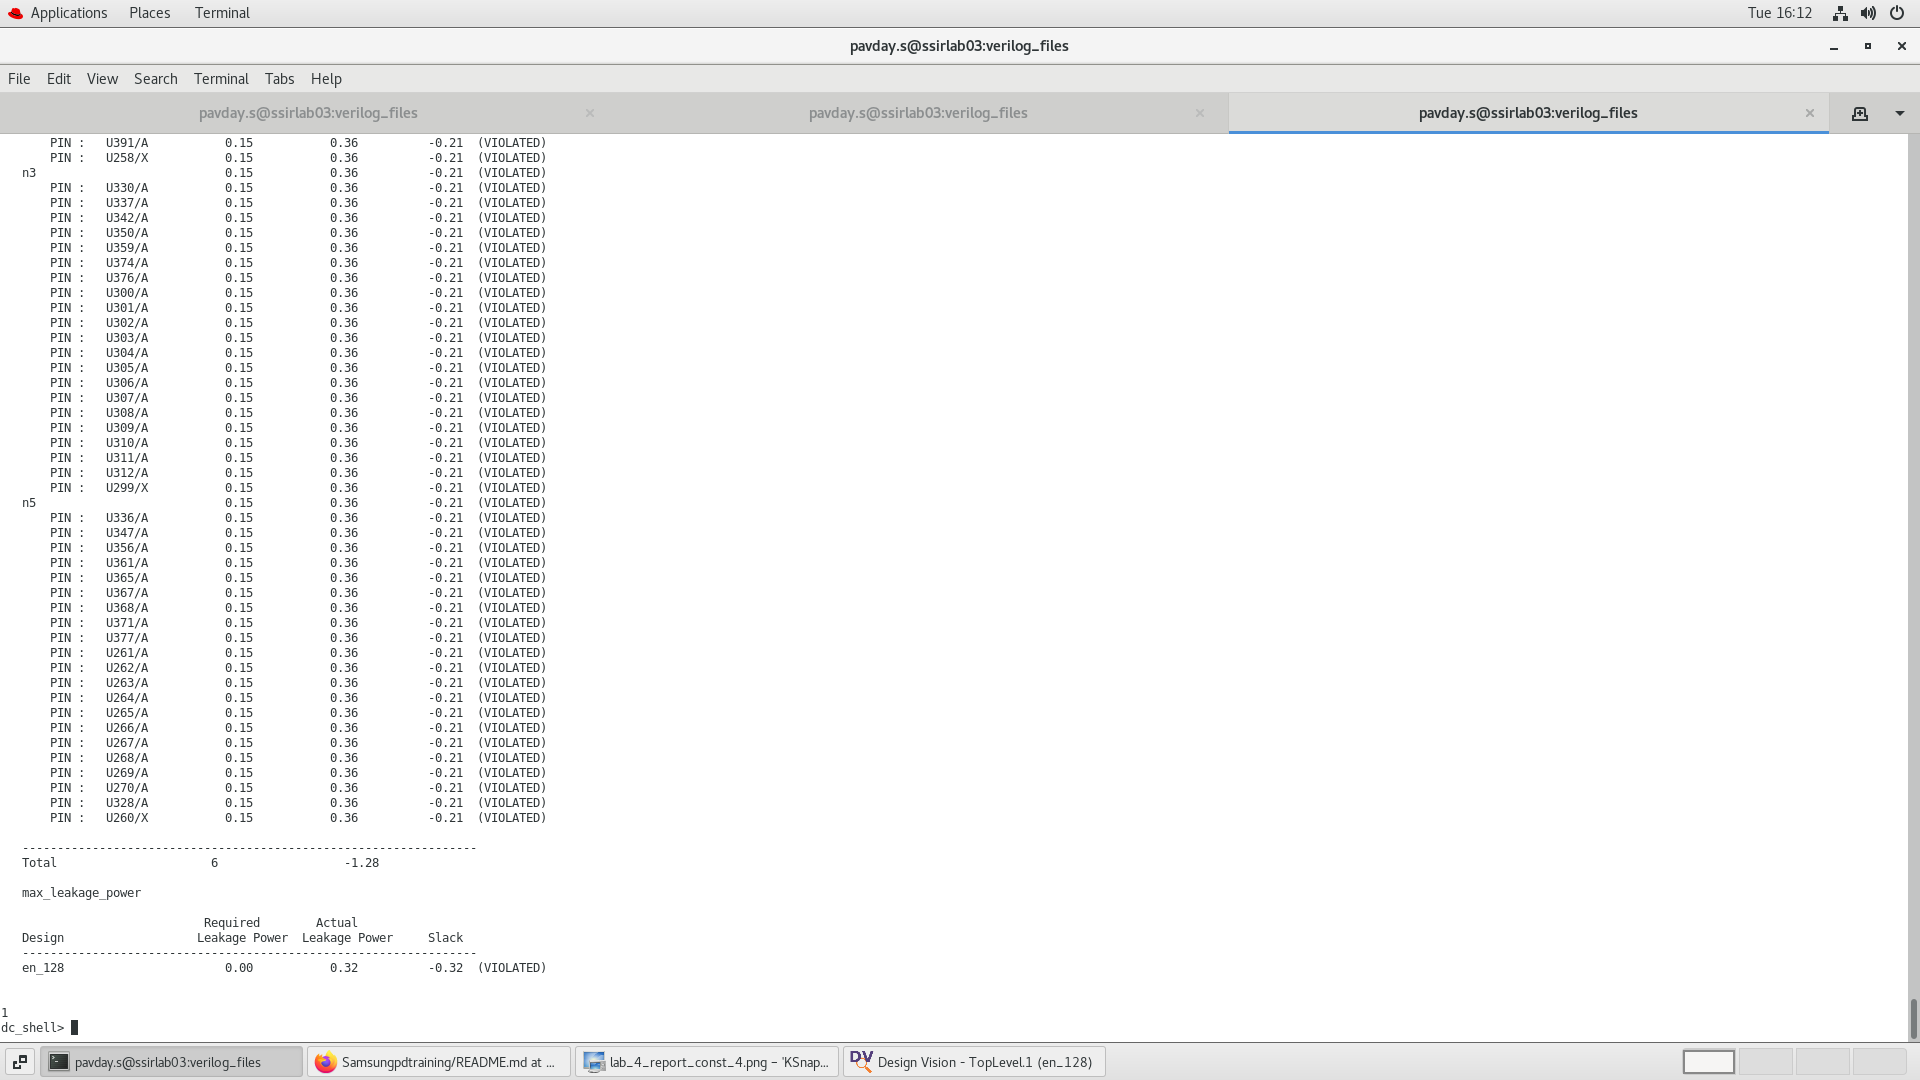 Applications Places Terminal Tue 16:12
pavday.s@ssirlab03:verilog_files
File Edit View Search Terminal Tabs Help
pavday.s@ssirlab03:verilog_files × pavday.s@ssirlab03:verilog_files × pavday.s@ssirlab03:verilog_files ×
PIN : U391/A 0.15 0.36 -0.21 (VIOLATED)
PIN : U258/X 0.15 0.36 -0.21 (VIOLATED)
n3 0.15 0.36 -0.21 (VIOLATED)
PIN : U330/A 0.15 0.36 -0.21 (VIOLATED)
PIN : U337/A 0.15 0.36 -0.21 (VIOLATED)
PIN : U342/A 0.15 0.36 -0.21 (VIOLATED)
PIN : U350/A 0.15 0.36 -0.21 (VIOLATED)
PIN : U359/A 0.15 0.36 -0.21 (VIOLATED)
PIN : U374/A 0.15 0.36 -0.21 (VIOLATED)
PIN : U376/A 0.15 0.36 -0.21 (VIOLATED)
PIN : U300/A 0.15 0.36 -0.21 (VIOLATED)
PIN : U301/A 0.15 0.36 -0.21 (VIOLATED)
PIN : U302/A 0.15 0.36 -0.21 (VIOLATED)
PIN : U303/A 0.15 0.36 -0.21 (VIOLATED)
PIN : U304/A 0.15 0.36 -0.21 (VIOLATED)
PIN : U305/A 0.15 0.36 -0.21 (VIOLATED)
PIN : U306/A 0.15 0.36 -0.21 (VIOLATED)
PIN : U307/A 0.15 0.36 -0.21 (VIOLATED)
PIN : U308/A 0.15 0.36 -0.21 (VIOLATED)
PIN : U309/A 0.15 0.36 -0.21 (VIOLATED)
PIN : U310/A 0.15 0.36 -0.21 (VIOLATED)
PIN : U311/A 0.15 0.36 -0.21 (VIOLATED)
PIN : U312/A 0.15 0.36 -0.21 (VIOLATED)
PIN : U299/X 0.15 0.36 -0.21 (VIOLATED)
n5 0.15 0.36 -0.21 (VIOLATED)
PIN : U336/A 0.15 0.36 -0.21 (VIOLATED)
PIN : U347/A 0.15 0.36 -0.21 (VIOLATED)
PIN : U356/A 0.15 0.36 -0.21 (VIOLATED)
PIN : U361/A 0.15 0.36 -0.21 (VIOLATED)
PIN : U365/A 0.15 0.36 -0.21 (VIOLATED)
PIN : U367/A 0.15 0.36 -0.21 (VIOLATED)
PIN : U368/A 0.15 0.36 -0.21 (VIOLATED)
PIN : U371/A 0.15 0.36 -0.21 (VIOLATED)
PIN : U377/A 0.15 0.36 -0.21 (VIOLATED)
PIN : U261/A 0.15 0.36 -0.21 (VIOLATED)
PIN : U262/A 0.15 0.36 -0.21 (VIOLATED)
PIN : U263/A 0.15 0.36 -0.21 (VIOLATED)
PIN : U264/A 0.15 0.36 -0.21 (VIOLATED)
PIN : U265/A 0.15 0.36 -0.21 (VIOLATED)
PIN : U266/A 0.15 0.36 -0.21 (VIOLATED)
PIN : U267/A 0.15 0.36 -0.21 (VIOLATED)
PIN : U268/A 0.15 0.36 -0.21 (VIOLATED)
PIN : U269/A 0.15 0.36 -0.21 (VIOLATED)
PIN : U270/A 0.15 0.36 -0.21 (VIOLATED)
PIN : U328/A 0.15 0.36 -0.21 (VIOLATED)
PIN : U260/X 0.15 0.36 -0.21 (VIOLATED)
-----------------------------------------------------------------
Total 6 -1.28
max_leakage_power
Required Actual
Design Leakage Power Leakage Power Slack
-----------------------------------------------------------------
en_128 0.00 0.32 -0.32 (VIOLATED)
1
dc_shell>
pavday.s@ssirlab03:verilog_files Samsungpdtraining/README.md at ... lab_4_report_const_4.png – 'KSnap... Design Vision - TopLevel.1 (en_128)